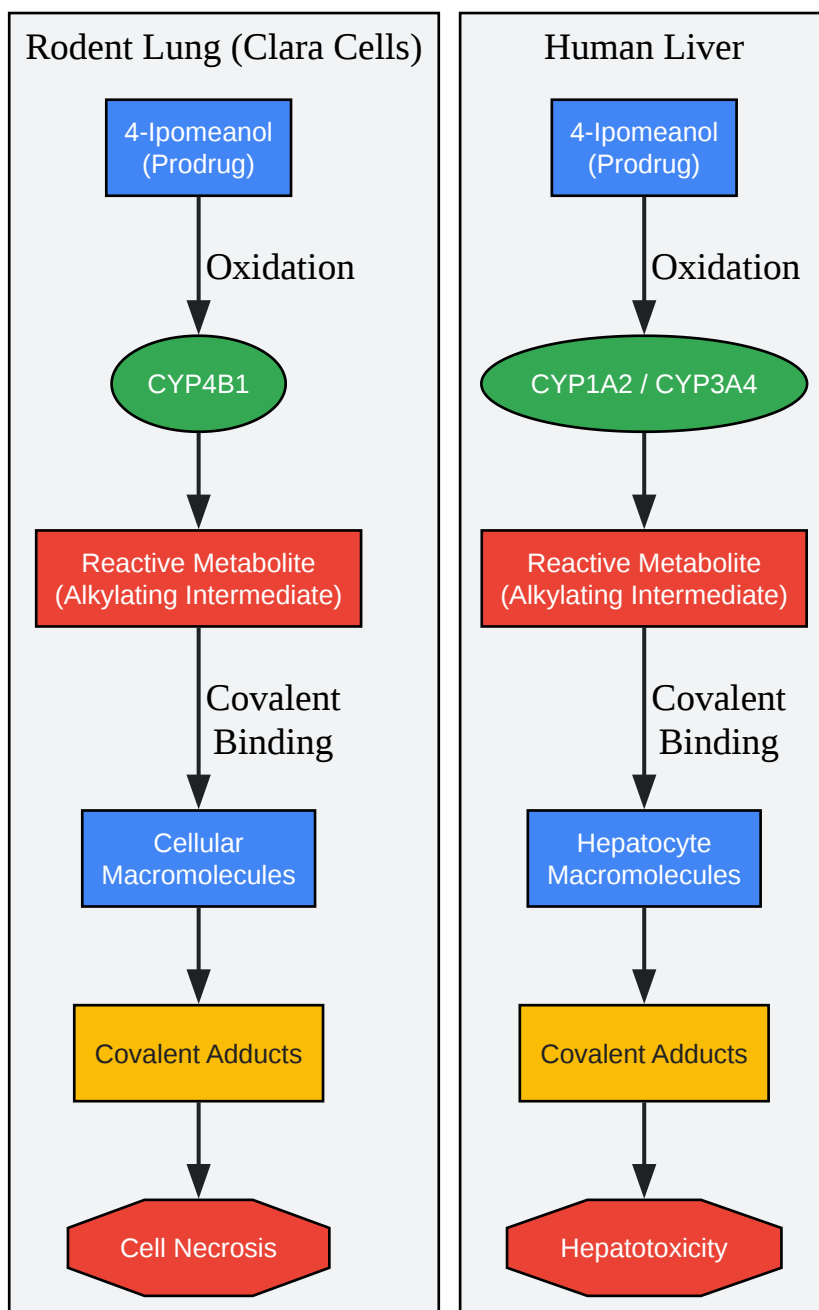 Rodent Lung (Clara Cells)
4-Ipomeanol
(Prodrug)
Oxidation
CYP4B1
Reactive Metabolite
(Alkylating Intermediate)
Covalent
Binding
Cellular
Macromolecules
Covalent Adducts
Cell Necrosis
Human Liver
4-Ipomeanol
(Prodrug)
Oxidation
CYP1A2 / CYP3A4
Reactive Metabolite
(Alkylating Intermediate)
Covalent
Binding
Hepatocyte
Macromolecules
Covalent Adducts
Hepatotoxicity